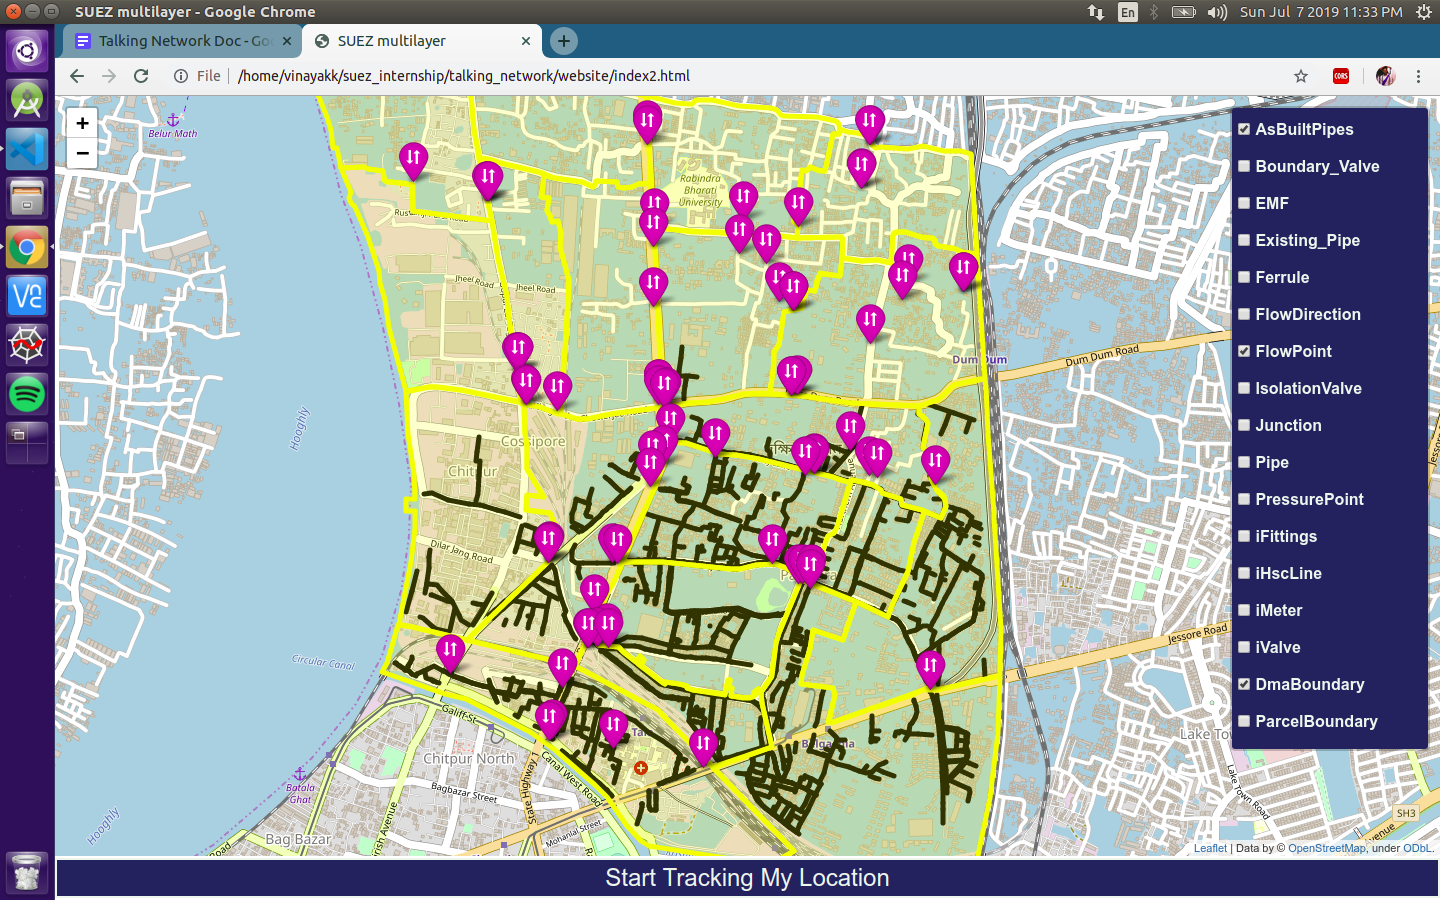 SUEZ multilayer - Google Chrome
En
Sun Jul 7 2019 11:33 PM
Talking Network Doc - Goo
SUEZ multilayer
File
/home/vinayakk/suez_internship/talking_network/website/index2.html
CORS
+
−
Belur Math
Rabindra
Bharati
University
Jheel Road
Jheel Road
Dum Dum
Dum Dum Road
Hooghly
Cossipore
Chitpur
Dilar Jang Road
Circular Canal
Jessore Road
Galiff St
Chitpur North
Canal West Road
State Highway
Batala
Ghat
Bagbazar Street
Mohanlal Street
Bag Bazar
Hooghly
Lake Town Road
SH3
Avenue
AsBuiltPipes
Boundary_Valve
EMF
Existing_Pipe
Ferrule
FlowDirection
FlowPoint
IsolationValve
Junction
Pipe
PressurePoint
iFittings
iHscLine
iMeter
iValve
DmaBoundary
ParcelBoundary
Leaflet | Data by © OpenStreetMap, under ODbL.
Start Tracking My Location